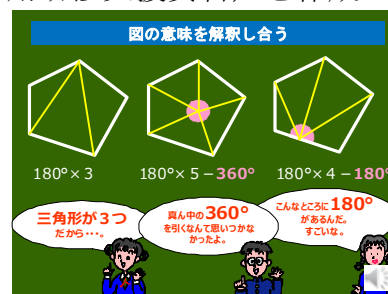 図の意味を解釈し合う
180°×3
180°×5－360°
180°×4－180°
三角形が３つ
だから・・・。
真ん中の360°
を引くなんて思いつかな
かったよ。
こんなところに180°
があるんだ。
すごいな。